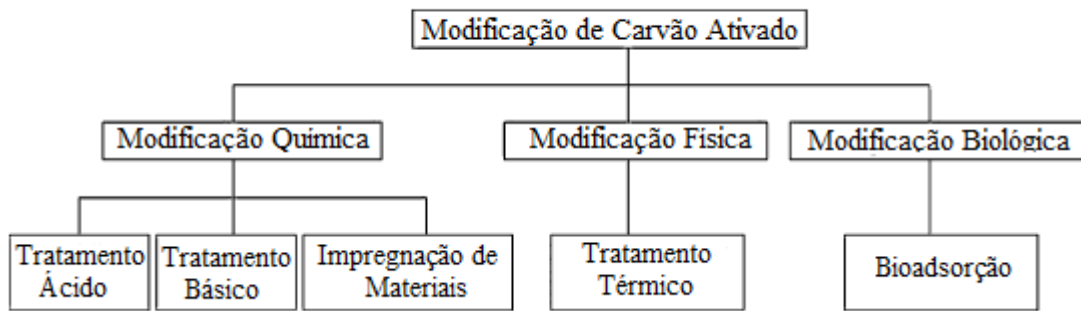 Modificação de Carvão Ativado
Modificação Química
Modificação Física
Modificação Biológica
Tratamento
Ácido
Tratamento
Básico
Impregnação de
Materiais
Tratamento
Térmico
Bioadsorção